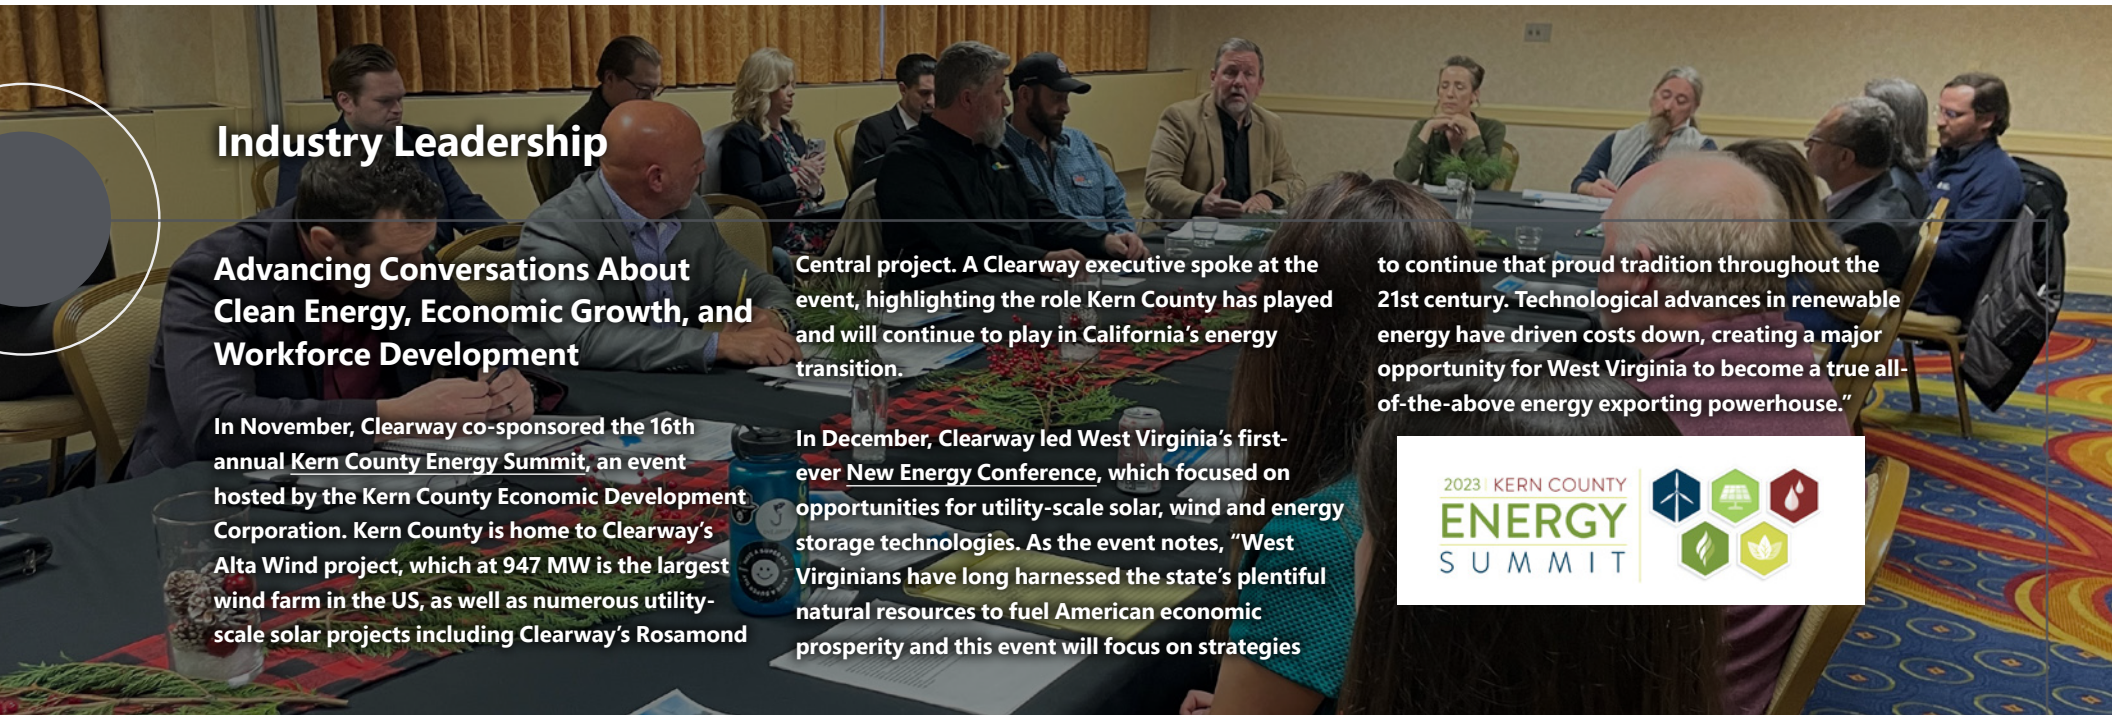 Industry Leadership
Advancing Conversations About
Clean Energy, Economic Growth, and
Workforce Development
In November, Clearway co-sponsored the 16th
annual Kern County Energy Summit, an event
hosted by the Kern County Economic Development
Corporation. Kern County is home to Clearway’s
Alta Wind project, which at 947 MW is the largest
wind farm in the US, as well as numerous utility-
scale solar projects including Clearway’s Rosamond
Central project. A Clearway executive spoke at the
event, highlighting the role Kern County has played
and will continue to play in California’s energy
transition.
In December, Clearway led West Virginia’s first-
ever New Energy Conference, which focused on
opportunities for utility-scale solar, wind and energy
storage technologies. As the event notes, “West
Virginians have long harnessed the state’s plentiful
natural resources to fuel American economic
prosperity and this event will focus on strategies
to continue that proud tradition throughout the
21st century. Technological advances in renewable
energy have driven costs down, creating a major
opportunity for West Virginia to become a true all-
of-the-above energy exporting powerhouse.”
2023 KERN COUNTY
ENERGY
SUMMIT